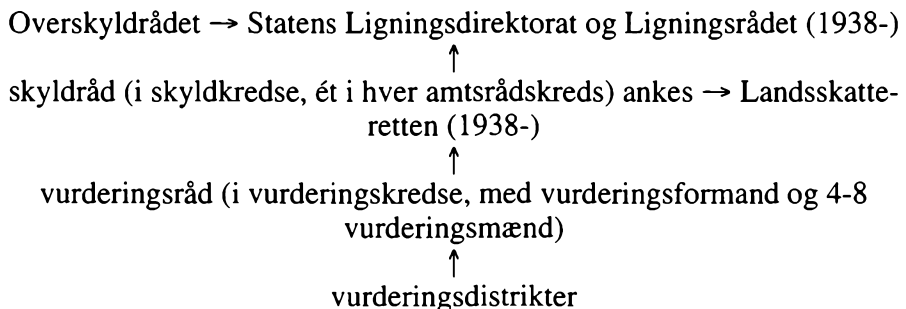 Overskyldrådet → Statens Ligningsdirektorat og Ligningsrådet (1938-)
↑
skyldråd (i skyldkredse, ét i hver amtsrådskreds) ankes → Landsskatte-
retten (1938-)
↑
vurderingsråd (i vurderingskredse, med vurderingsformand og 4-8
vurderingsmænd)
↑
vurderingsdistrikter